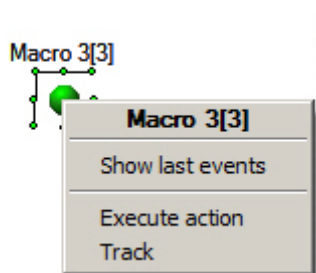 Macro 3[3]
Macro 3[3]
Show last events
Execute action
Track